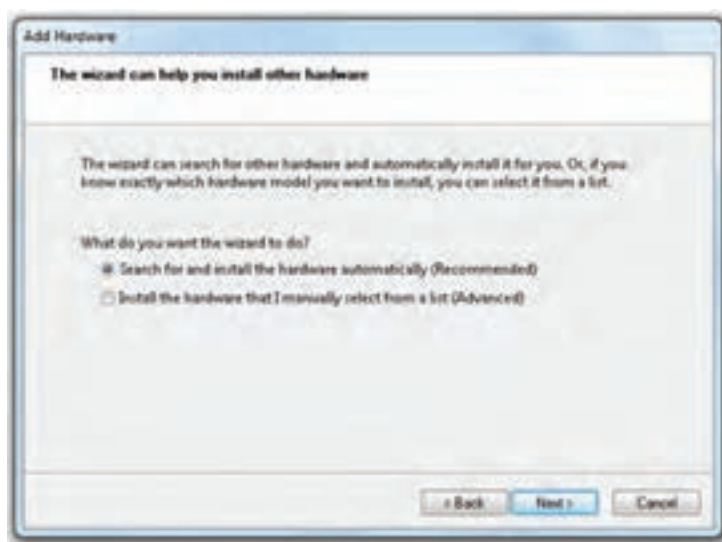 Add Hardware
The wizard can help you install other hardware
The wizard can search for other hardware and automatically install it for you. Or, if you
know exactly which hardware model you want to install, you can select it from a list.
What do you want the wizard to do?
Search for and install the hardware automatically (Recommended)
Install the hardware that I manually select from a list (Advanced)
< Back
Next >
Cancel